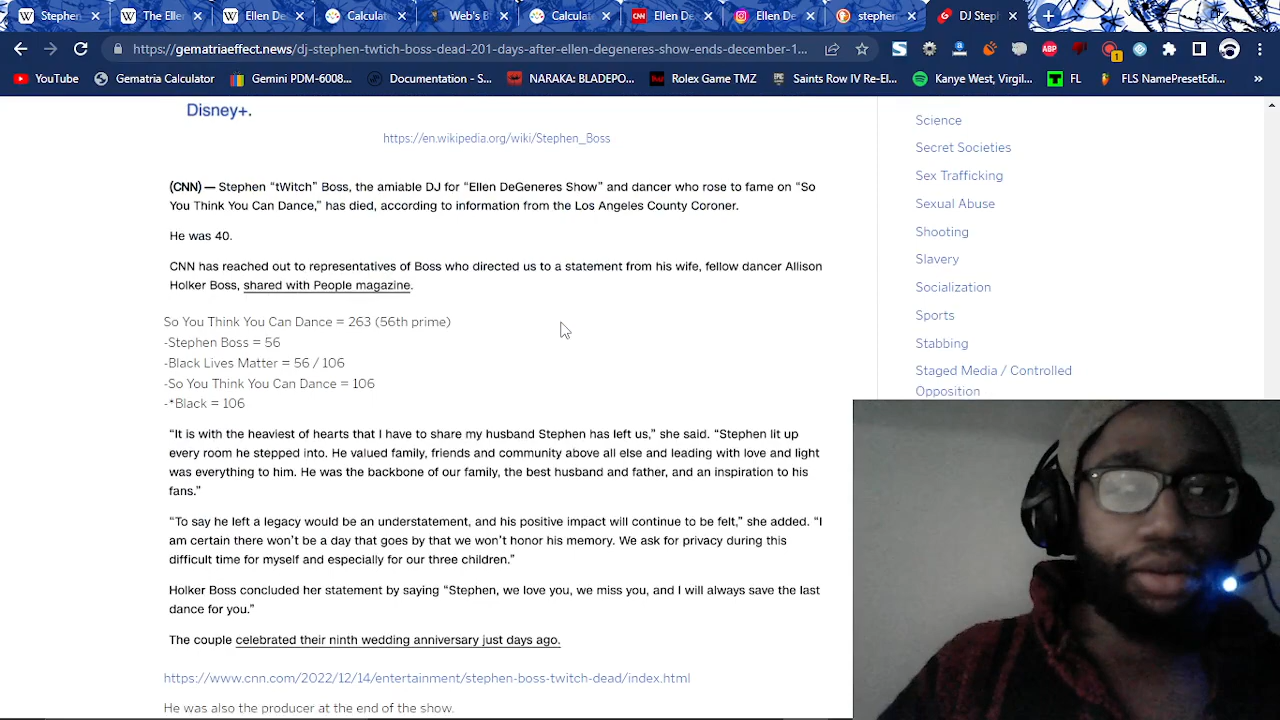 Stephen
The Ellen
Ellen De
Calculat
Web's B
Calculat
Ellen De
Ellen De
stephen
DJ Step
https://gematriaeffect.news/dj-stephen-twtich-boss-dead-201-days-after-ellen-degeneres-show-ends-december-1...
YouTube
Gematria Calculator
Gemini PDM-6008...
Documentation - S...
NARAKA: BLADEPO...
Rolex Game TMZ
Saints Row IV Re-El...
Kanye West, Virgil...
FL
FLS NamePresetEdit...
Disney+.
https://en.wikipedia.org/wiki/Stephen_Boss
(CNN) — Stephen “tWitch” Boss, the amiable DJ for “Ellen DeGeneres Show” and dancer who rose to fame on “So
You Think You Can Dance,” has died, according to information from the Los Angeles County Coroner.
He was 40.
CNN has reached out to representatives of Boss who directed us to a statement from his wife, fellow dancer Allison
Holker Boss, shared with People magazine.
So You Think You Can Dance = 263 (56th prime)
-Stephen Boss = 56
-Black Lives Matter = 56 / 106
-So You Think You Can Dance = 106
-*Black = 106
“It is with the heaviest of hearts that I have to share my husband Stephen has left us,” she said. “Stephen lit up
every room he stepped into. He valued family, friends and community above all else and leading with love and light
was everything to him. He was the backbone of our family, the best husband and father, and an inspiration to his
fans.”
“To say he left a legacy would be an understatement, and his positive impact will continue to be felt,” she added. “I
am certain there won’t be a day that goes by that we won’t honor his memory. We ask for privacy during this
difficult time for myself and especially for our three children.”
Holker Boss concluded her statement by saying “Stephen, we love you, we miss you, and I will always save the last
dance for you.”
The couple celebrated their ninth wedding anniversary just days ago.
https://www.cnn.com/2022/12/14/entertainment/stephen-boss-twitch-dead/index.html
He was also the producer at the end of the show.
Science
Secret Societies
Sex Trafficking
Sexual Abuse
Shooting
Slavery
Socialization
Sports
Stabbing
Staged Media / Controlled
Opposition